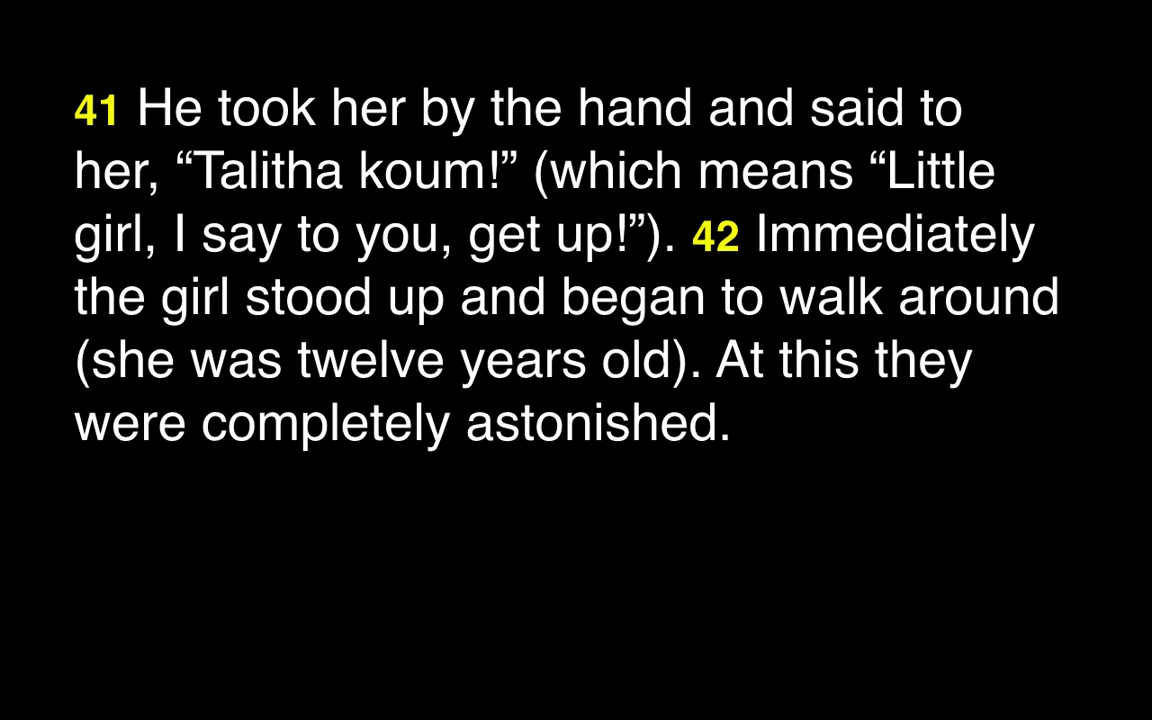 41 He took her by the hand and said to
her, “Talitha koum!” (which means “Little
girl, I say to you, get up!”). 42 Immediately
the girl stood up and began to walk around
(she was twelve years old). At this they
were completely astonished.